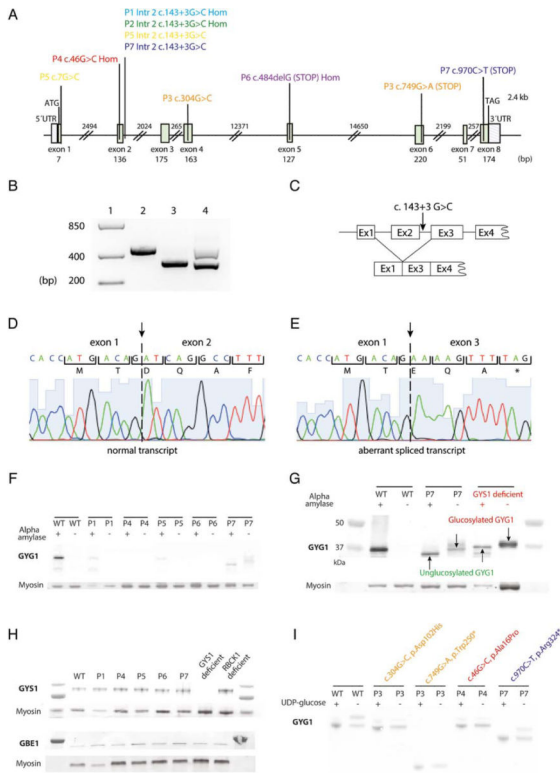 A
P1 Intr 2 c.143+3G>C Hom
P2 Intr 2 c.143+3G>C Hom
P5 Intr 2 c.143+3G>C
P7 Intr 2 c.143+3G>C
P4 c.46G>C Hom
P5 c.7G>C
P3 c.304G>C
P6 c.484delG (STOP) Hom
P3 c.749G>A (STOP)
P7 c.970C>T (STOP)
ATG
TAG
2.4 kb
5´UTR
3´UTR
2494 2024 265 12371 14650 2199 257
exon 1 exon 2 exon 3 exon 4 exon 5 exon 6 exon 7 exon 8
7 136 175 163 127 220 51 174 (bp)
B
1 2 3 4
850
400
(bp) 200
C
c. 143+3 G>C
Ex1 Ex2 Ex3 Ex4
Ex1 Ex3 Ex4
D
exon 1 exon 2
C A C C A T G A C A G A T C A G G C C T T T
M T D Q A F
normal transcript
E
exon 1 exon 3
C A C C A T G A C A G A A A G T A T T T A G
M T E Q A *
aberrant spliced transcript
F
Alpha amylase
WT WT P1 P1 P4 P4 P5 P5 P6 P6 P7 P7
+ - + - + - + - + - + -
GYG1
Myosin
G
Alpha amylase
WT WT P7 P7 GYS1 deficient
+ - + - + -
50
Glucosylated GYG1
GYG1 37
kDa
25
Unglucosylated GYG1
Myosin
H
WT P1 P4 P5 P6 P7 GYS1 deficient RBCK1 deficient
GYS1
Myosin
GBE1
Myosin
I
c.304G>C, p.Asp102His
c.749G>A, p.Trp250*
c.46G>C, p.Ala16Pro
c.970C>T, p.Arg324*
WT WT P3 P3 P3 P3 P4 P4 P7 P7
UDP-glucose + - + - + - + - + -
GYG1